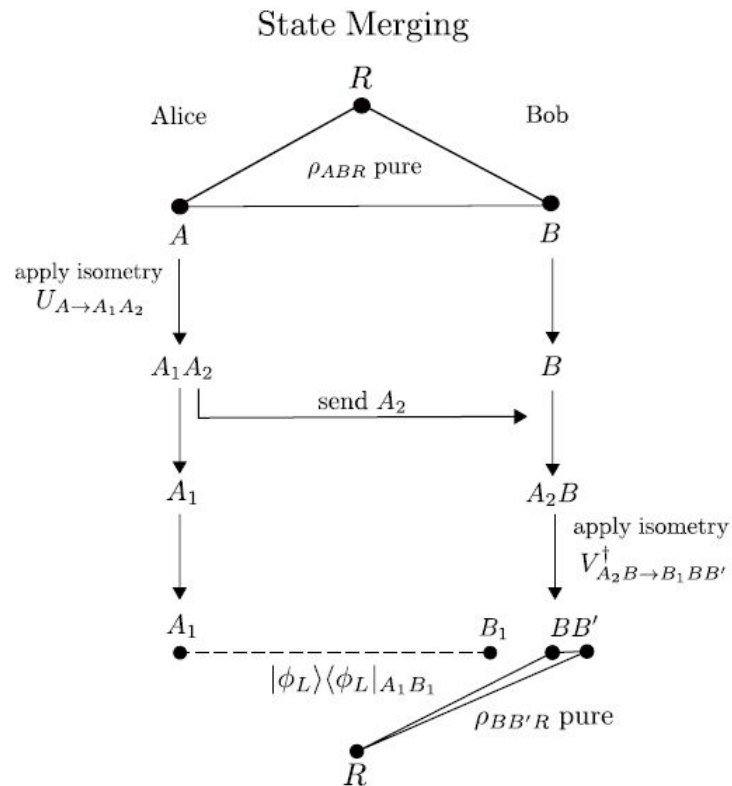 State Merging
R
Alice
Bob
ρ_{ABR} pure
A
B
apply isometry
U_{A→A_1A_2}
A_1A_2
B
send A_2
A_1
A_2B
apply isometry
V^†_{A_2B→B_1BB'}
A_1
B_1
BB'
|ϕ_L⟩⟨ϕ_L|_{A_1B_1}
ρ_{BB'R} pure
R